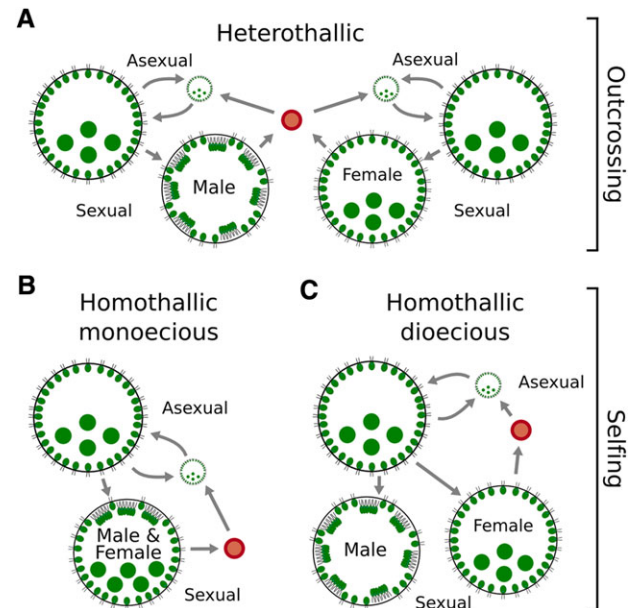 A
Heterothallic
Asexual
Asexual
Male
Female
Sexual
Sexual
Outcrossing
B
Homothallic
monoecious
Asexual
Male &
Female
Sexual
C
Homothallic
dioecious
Asexual
Male
Female
Sexual
Selfing